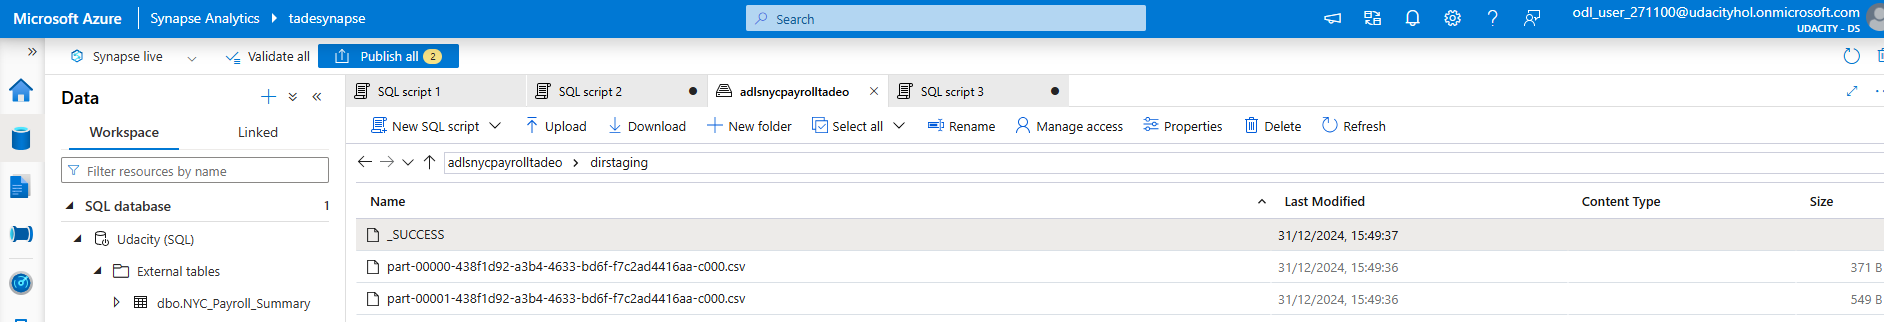 Microsoft Azure Synapse Analytics tadesynapse Search odl_user_271100@udacityhol.onmicrosoft.com
UDACITY - DS
Synapse live Validate all Publish all 2
Data
Workspace Linked
Filter resources by name
SQL database 1
Udacity (SQL)
External tables
dbo.NYC_Payroll_Summary
SQL script 1 SQL script 2 adlsnycpayrolltadeo SQL script 3
New SQL script Upload Download New folder Select all Rename Manage access Properties Delete Refresh
adlsnycpayrolltadeo dirstaging
Name Last Modified Content Type Size
_SUCCESS 31/12/2024, 15:49:37
part-00000-438f1d92-a3b4-4633-bd6f-f7c2ad4416aa-c000.csv 31/12/2024, 15:49:36 371 B
part-00001-438f1d92-a3b4-4633-bd6f-f7c2ad4416aa-c000.csv 31/12/2024, 15:49:36 549 B